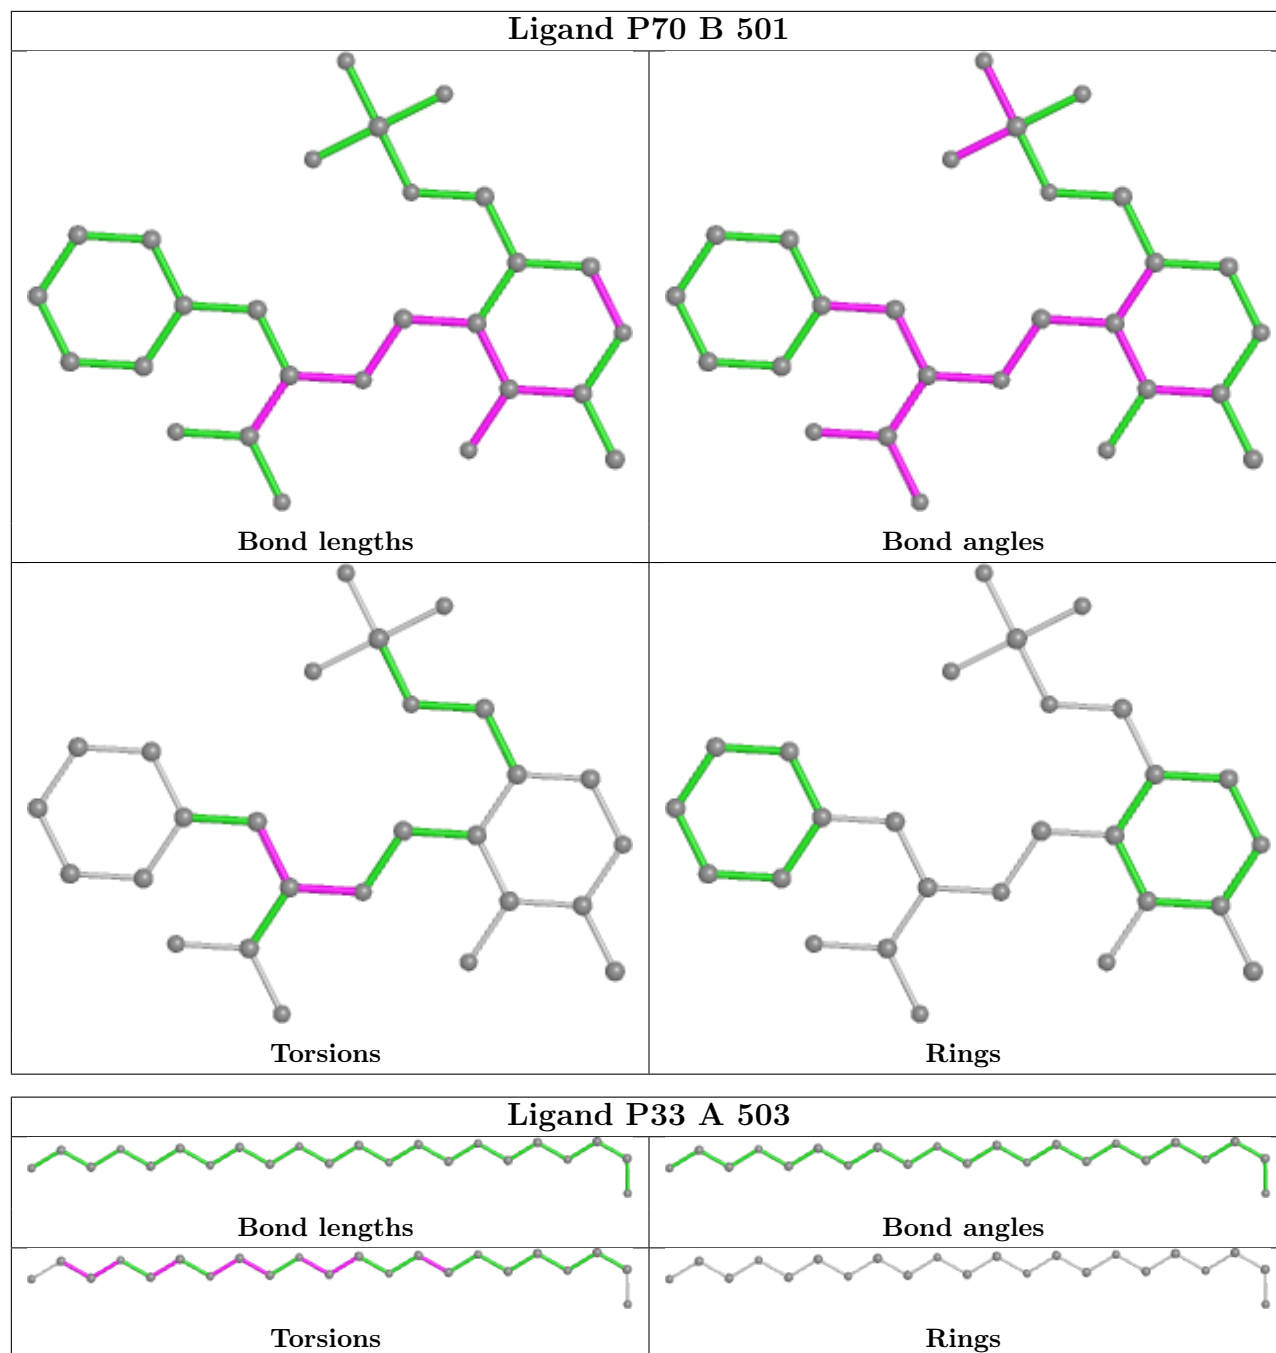 Ligand P70 B 501
Bond lengths
Bond angles
Torsions
Rings
Ligand P33 A 503
Bond lengths
Bond angles
Torsions
Rings